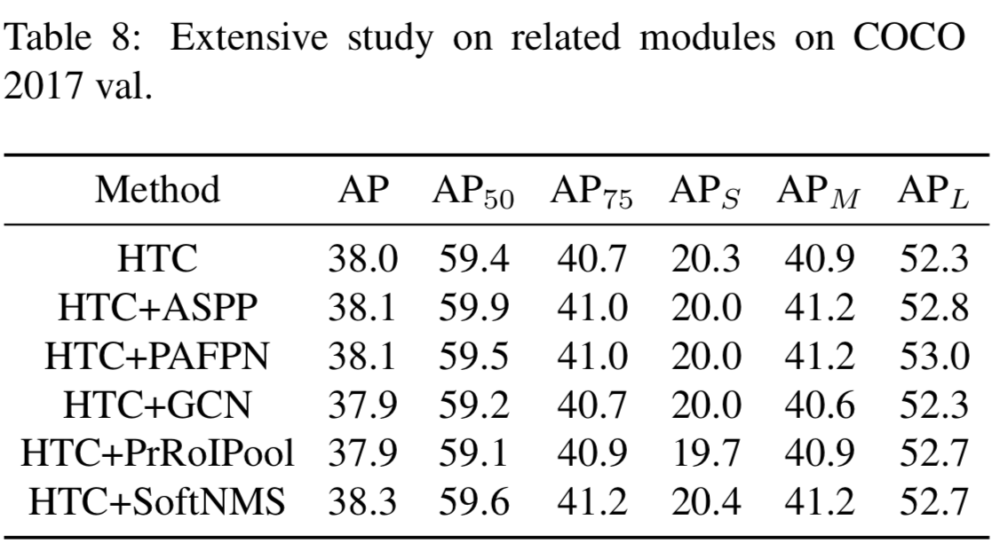 Table 8: Extensive study on related modules on COCO
2017 val.
Method AP AP50 AP75 APS APM APL
HTC 38.0 59.4 40.7 20.3 40.9 52.3
HTC+ASPP 38.1 59.9 41.0 20.0 41.2 52.8
HTC+PAFPN 38.1 59.5 41.0 20.0 41.2 53.0
HTC+GCN 37.9 59.2 40.7 20.0 40.6 52.3
HTC+PrRoIPool 37.9 59.1 40.9 19.7 40.9 52.7
HTC+SoftNMS 38.3 59.6 41.2 20.4 41.2 52.7